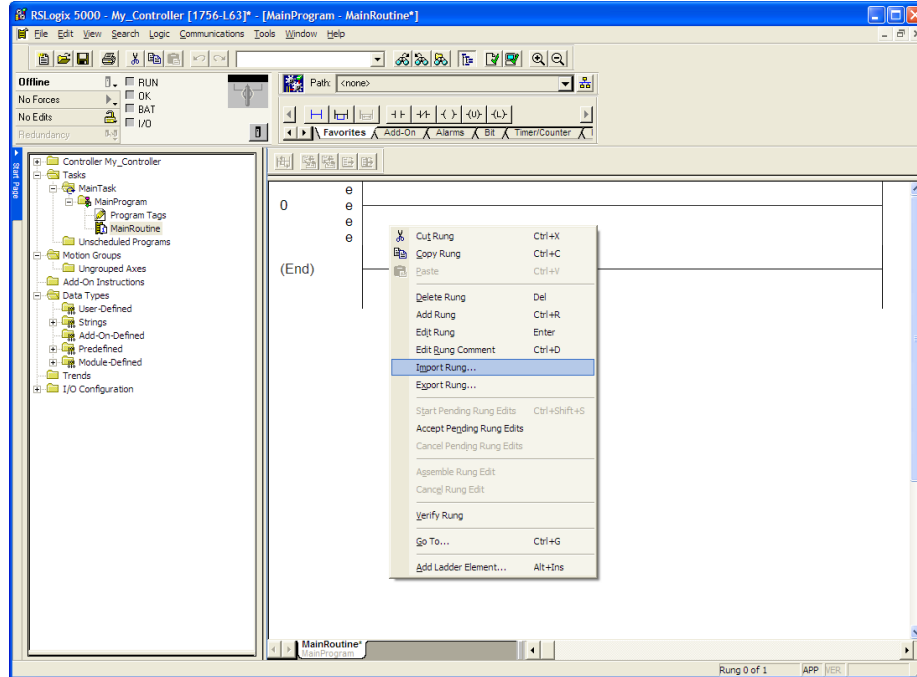 RSLogix 5000 - My_Controller [1756-L63]* - [MainProgram - MainRoutine*]
File Edit View Search Logic Communications Tools Window Help
Offline
RUN
Path: <none>
No Forces
OK
No Edits
BAT
Redundancy
I/O
Favorites Add-On Alarms Bit Timer/Counter
Start Page
Controller My_Controller
Tasks
MainTask
MainProgram
Program Tags
MainRoutine
Unscheduled Programs
Motion Groups
Ungrouped Axes
Add-On Instructions
Data Types
User-Defined
Strings
Add-On-Defined
Predefined
Module-Defined
Trends
I/O Configuration
e
0 e
e
e
(End)
Cut Rung Ctrl+X
Copy Rung Ctrl+C
Paste Ctrl+V
Delete Rung Del
Add Rung Ctrl+R
Edit Rung Enter
Edit Rung Comment Ctrl+D
Import Rung...
Export Rung...
Start Pending Rung Edits Ctrl+Shift+S
Accept Pending Rung Edits
Cancel Pending Rung Edits
Assemble Rung Edit
Cancel Rung Edit
Verify Rung
Go To... Ctrl+G
Add Ladder Element... Alt+Ins
MainRoutine*
MainProgram
Rung 0 of 1 APP VER